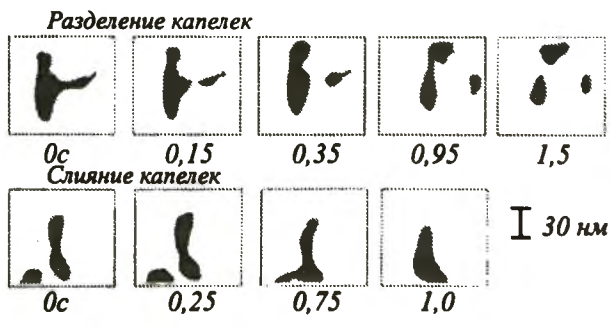 Разделение капелек
0с 0,15 0,35 0,95 1,5
Слияние капелек
30 нм
0с 0,25 0,75 1,0